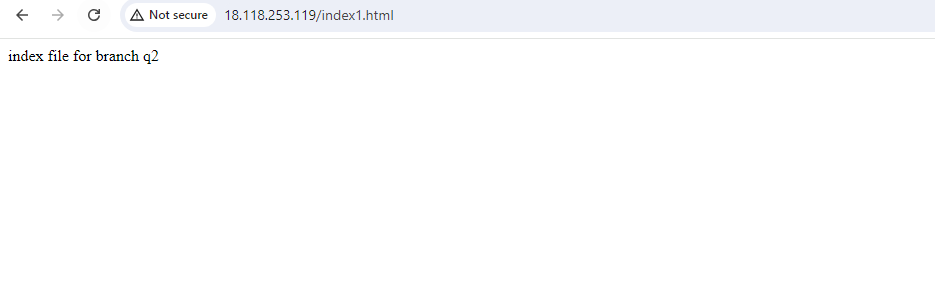 Not secure 18.118.253.119/index1.html
index file for branch q2